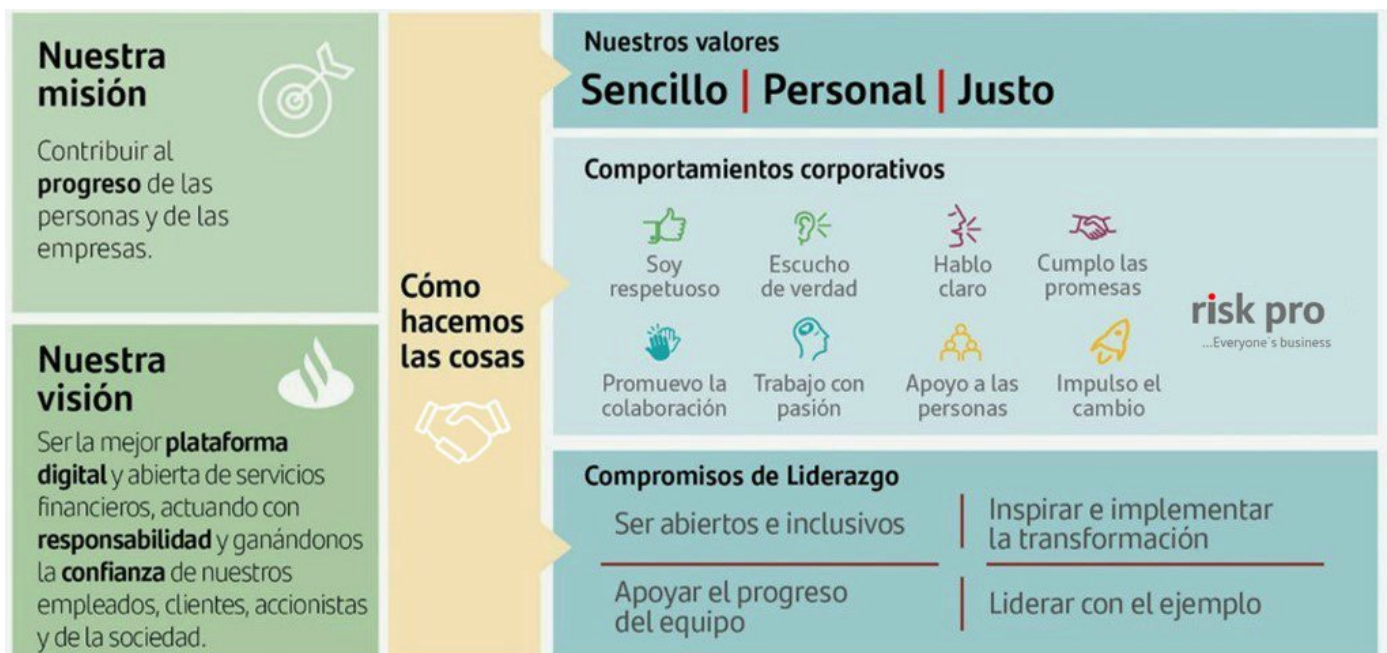 Nuestra
misión
Contribuir al
progreso de las
personas y de las
empresas.
Nuestra
visión
Ser la mejor plataforma
digital y abierta de servicios
financieros, actuando con
responsabilidad y ganándonos
la confianza de nuestros
empleados, clientes, accionistas
y de la sociedad.
Cómo
hacemos
las cosas
Nuestros valores
Sencillo | Personal | Justo
Comportamientos corporativos
Soy
respetuoso
Escucho
de verdad
Hablo
claro
Cumplo las
promesas
Promuevo la
colaboración
Trabajo con
pasión
Apoyo a las
personas
Impulso el
cambio
risk pro
...Everyone`s business
Compromisos de Liderazgo
Ser abiertos e inclusivos
Inspirar e implementar
la transformación
Apoyar el progreso
del equipo
Liderar con el ejemplo